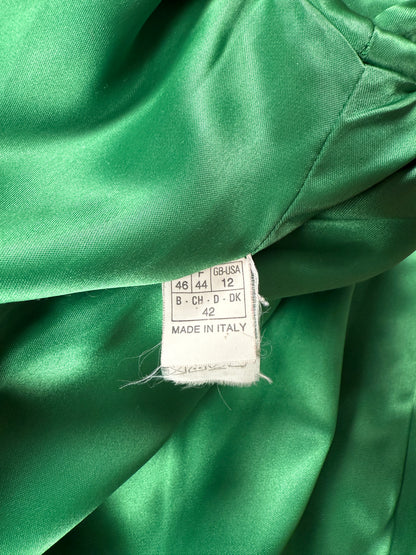 F GB-USA
46 44 12
B - CH - D - DK
42
MADE IN ITALY